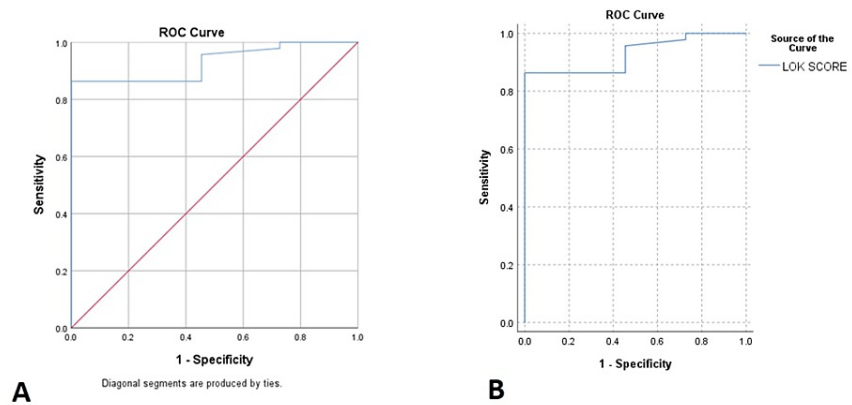 ROC Curve
1.0
0.8
0.6
0.4
0.2
0.0
Sensitivity
0.0 0.2 0.4 0.6 0.8 1.0
1 - Specificity
Diagonal segments are produced by ties.
A
ROC Curve
1.0
0.8
0.6
0.4
0.2
0.0
Sensitivity
0.0 0.2 0.4 0.6 0.8 1.0
1 - Specificity
Source of the
Curve
LOK SCORE
B